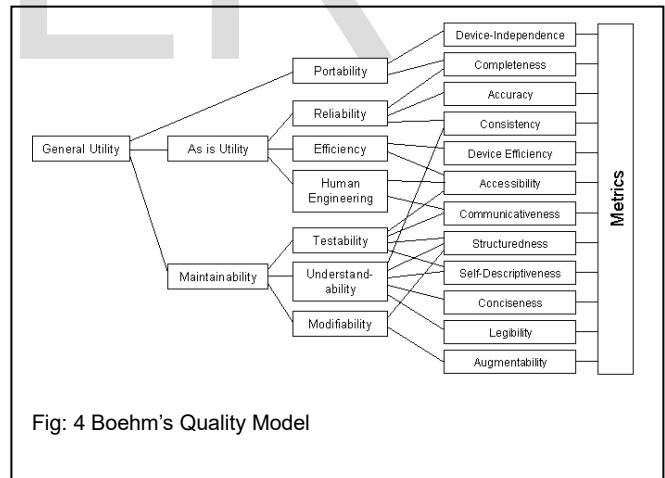 Device-Independence
Portability
Completeness
Accuracy
Reliability
Consistency
General Utility
As is Utility
Efficiency
Device Efficiency
Human
Engineering
Accessibility
Metrics
Communicativeness
Testability
Structuredness
Maintainability
Understand-
ability
Self-Descriptiveness
Conciseness
Modifiability
Legibility
Augmentability
Fig: 4 Boehm’s Quality Model